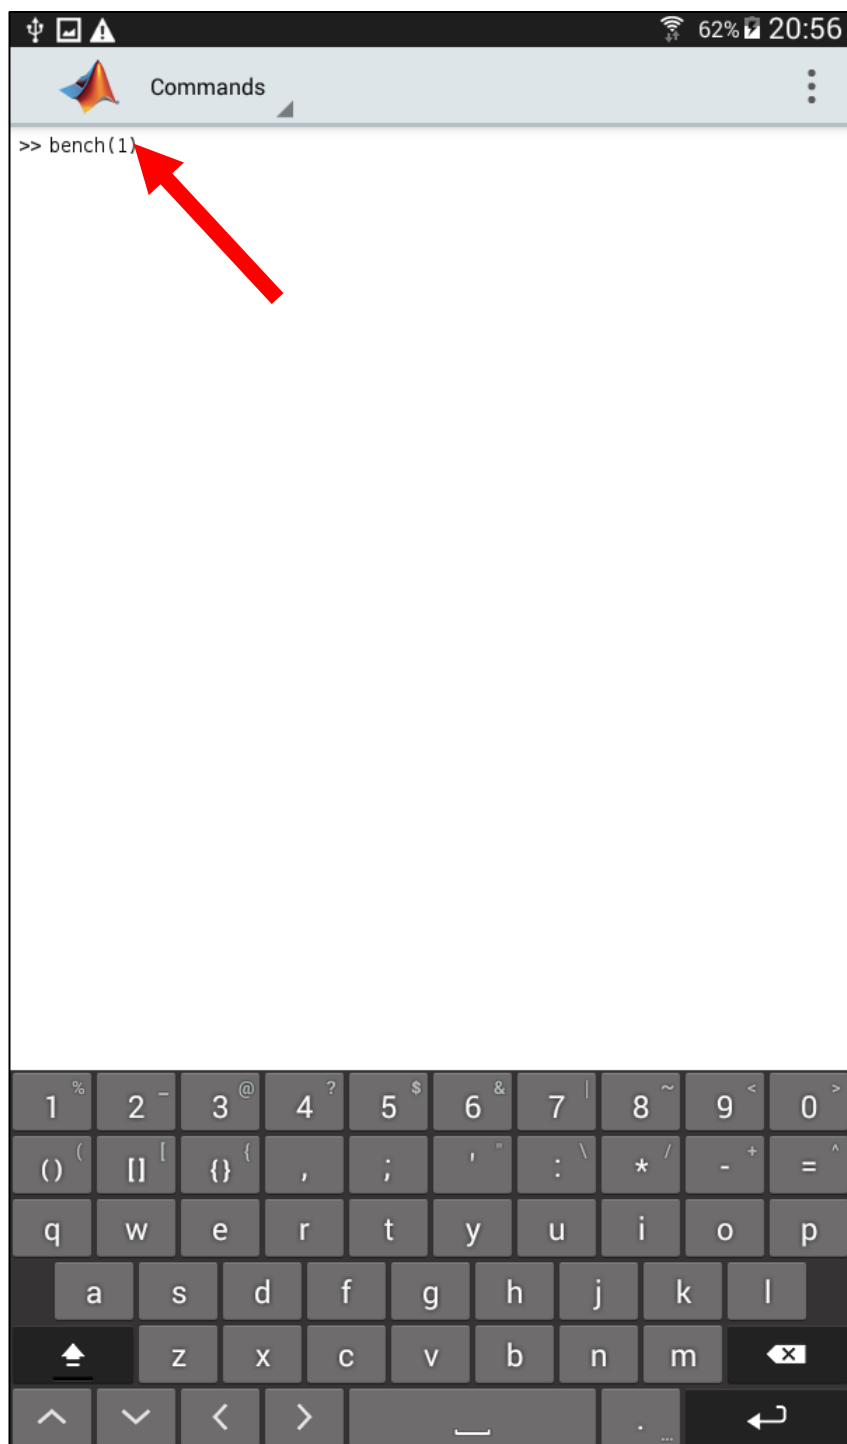 62% 20:56
Commands
>> bench(1)
1 % 2 _ 3 @ 4 ? 5 $ 6 & 7 | 8 ~ 9 < 0 >
() ( [] [ {} { , ; ' " : \ * / - + = ^
q w e r t y u i o p
a s d f g h j k l
z x c v b n m
. ...